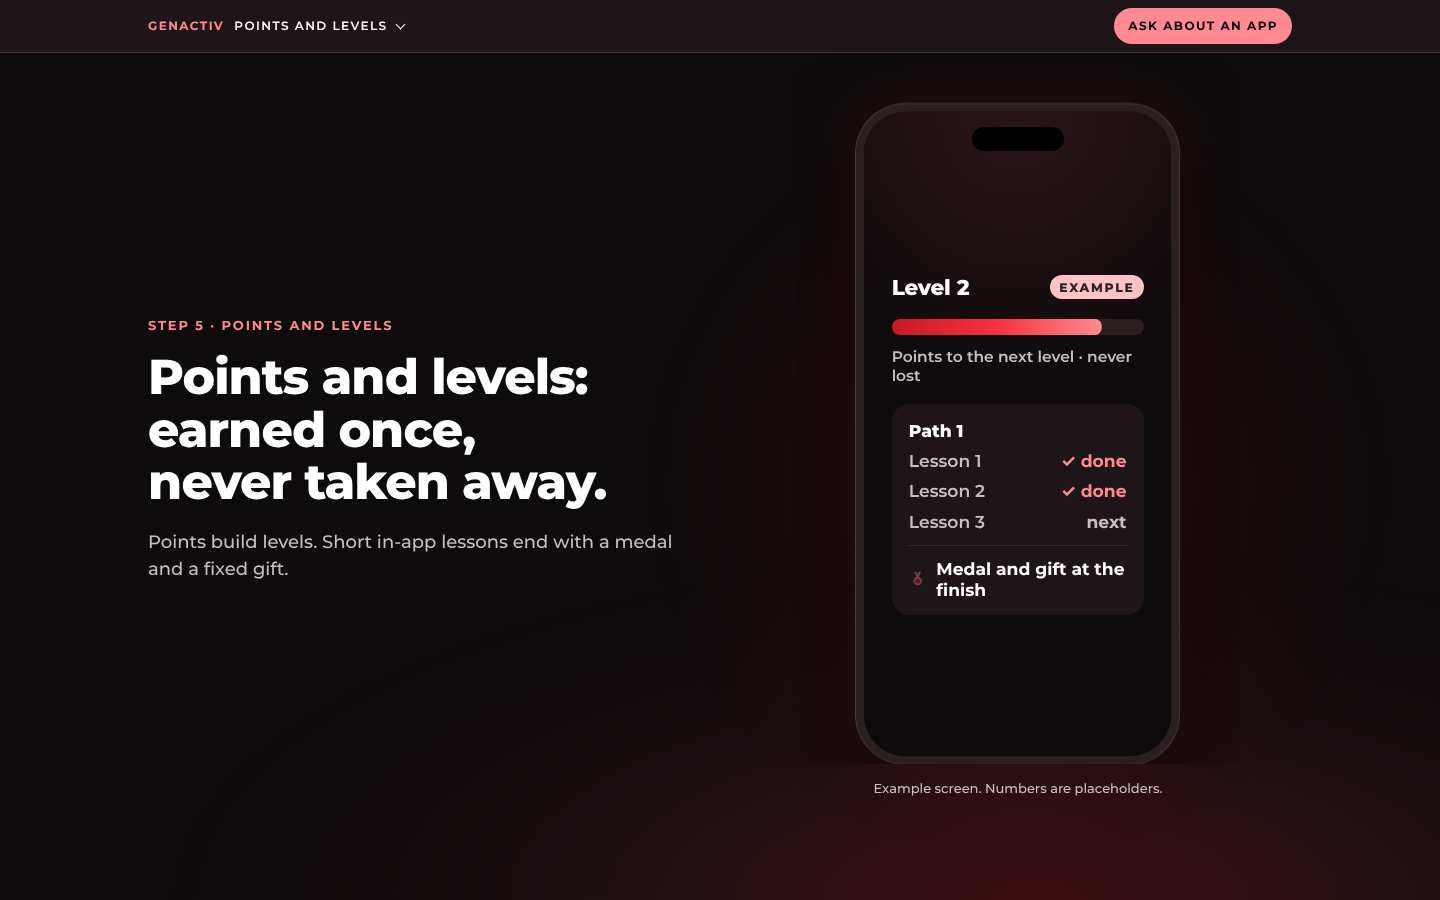 GENACTIV POINTS AND LEVELS
ASK ABOUT AN APP
STEP 5 · POINTS AND LEVELS
Points and levels:
earned once,
never taken away.
Points build levels. Short in-app lessons end with a medal
and a fixed gift.
Level 2
EXAMPLE
Points to the next level · never
lost
Path 1
Lesson 1 ✓ done
Lesson 2 ✓ done
Lesson 3 next
Medal and gift at the
finish
Example screen. Numbers are placeholders.